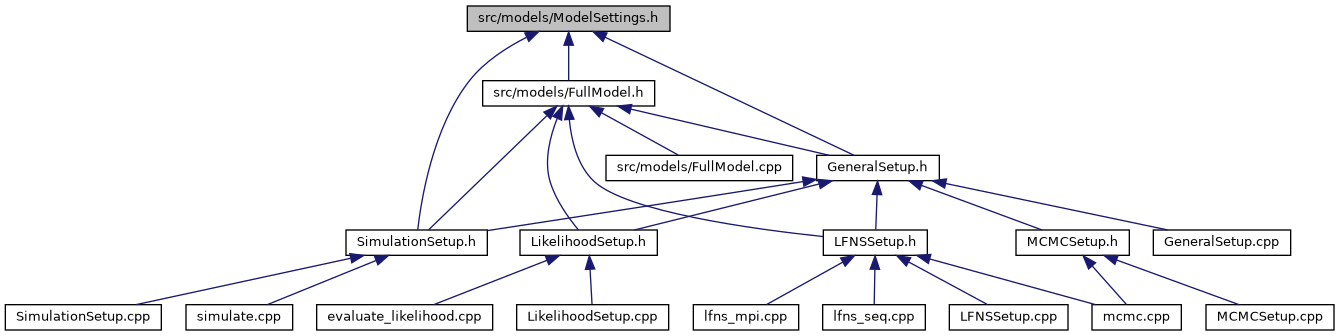 src/models/ModelSettings.h
src/models/FullModel.h
src/models/FullModel.cpp
GeneralSetup.h
SimulationSetup.h
LikelihoodSetup.h
LFNSSetup.h
MCMCSetup.h
GeneralSetup.cpp
SimulationSetup.cpp
simulate.cpp
evaluate_likelihood.cpp
LikelihoodSetup.cpp
lfns_mpi.cpp
lfns_seq.cpp
LFNSSetup.cpp
mcmc.cpp
MCMCSetup.cpp